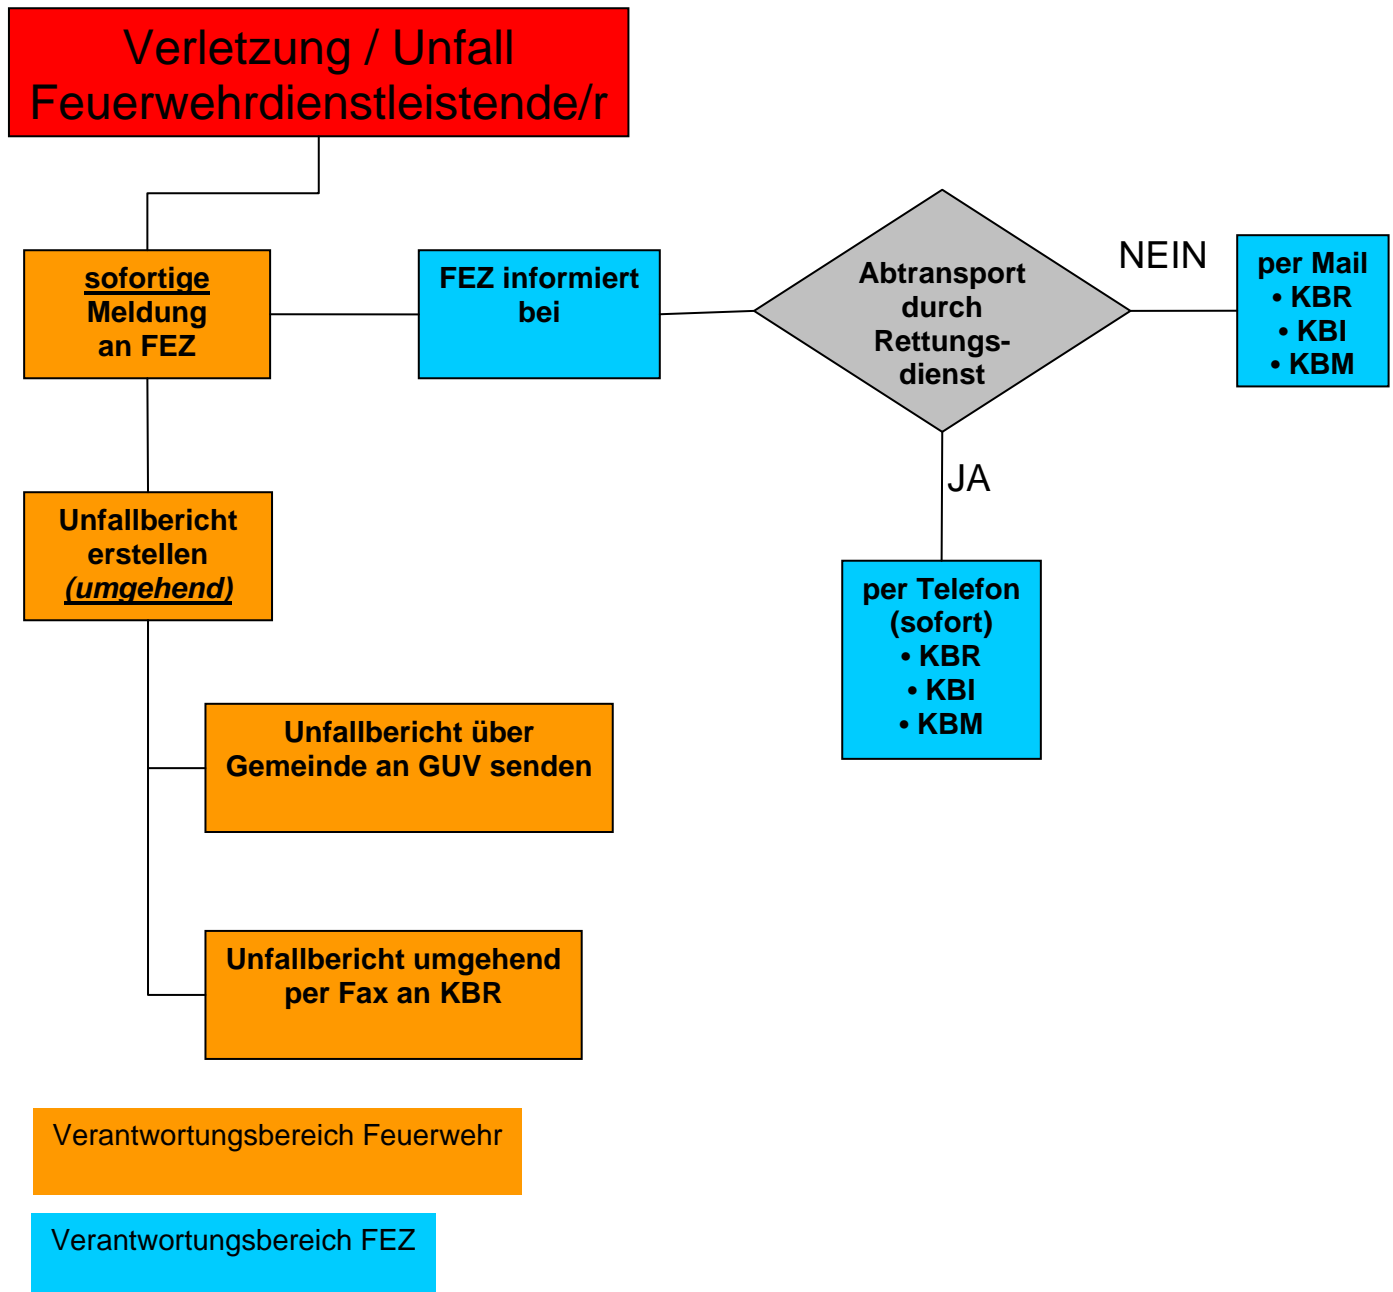 Verletzung / Unfall
Feuerwehrdienstleistende/r
sofortige
Meldung
an FEZ
FEZ informiert
bei
Abtransport
durch
Rettungs-
dienst
NEIN
per Mail
• KBR
• KBI
• KBM
JA
per Telefon
(sofort)
• KBR
• KBI
• KBM
Unfallbericht
erstellen
(umgehend)
Unfallbericht über
Gemeinde an GUV senden
Unfallbericht umgehend
per Fax an KBR
Verantwortungsbereich Feuerwehr
Verantwortungsbereich FEZ